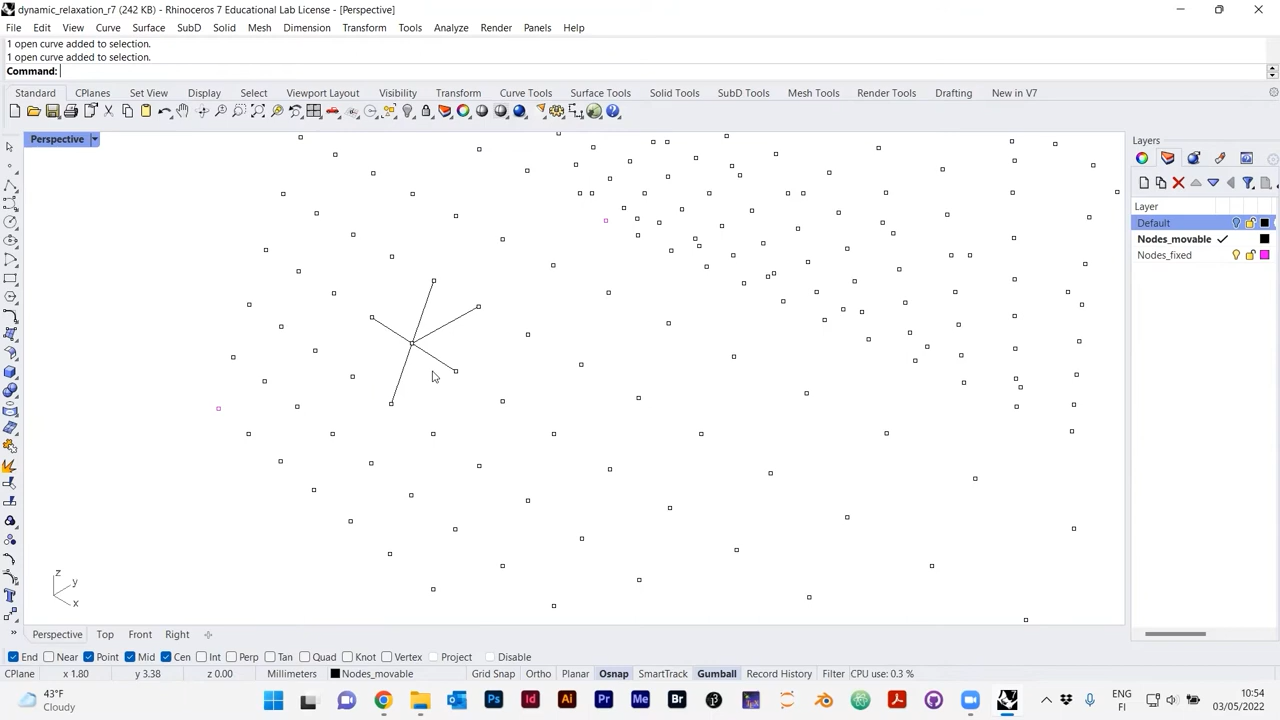 dynamic_relaxation_r7 (242 KB) - Rhinoceros 7 Educational Lab License - [Perspective]
File Edit View Curve Surface SubD Solid Mesh Dimension Transform Tools Analyze Render Panels Help
1 open curve added to selection.
1 open curve added to selection.
Command:
Standard CPlanes Set View Display Select Viewport Layout Visibility Transform Curve Tools Surface Tools Solid Tools SubD Tools Mesh Tools Render Tools Drafting New in V7
Perspective
Layers
Layer
Default
Nodes_movable
Nodes_fixed
z
y
x
Perspective Top Front Right
End Near Point Mid Cen Int Perp Tan Quad Knot Vertex Project Disable
CPlane x 1.80 y 3.38 z 0.00 Millimeters Nodes_movable Grid Snap Ortho Planar Osnap SmartTrack Gumball Record History Filter CPU use: 0.3 %
43°F
Cloudy
Ps Id Ai Pr Me Br
ENG
FI
10:54
03/05/2022